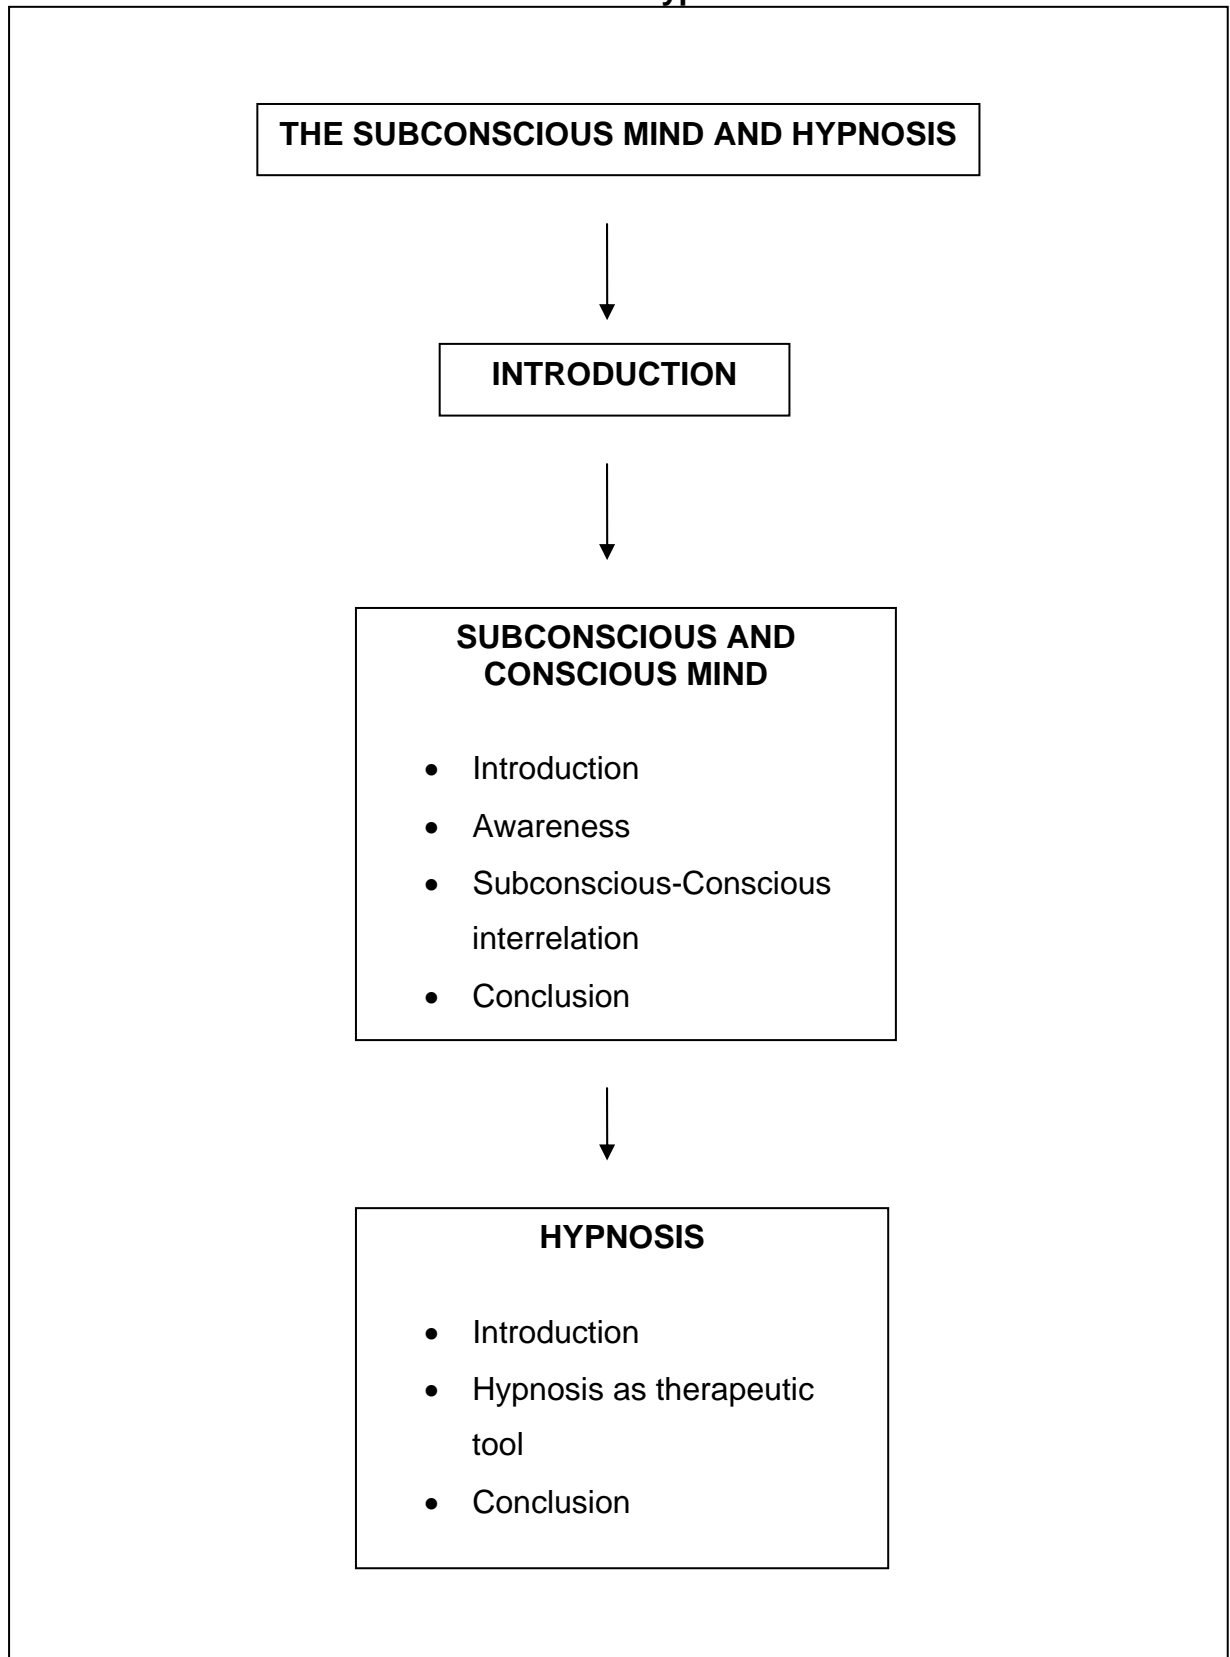 THE SUBCONSCIOUS MIND AND HYPNOSIS
INTRODUCTION
SUBCONSCIOUS AND
CONSCIOUS MIND
• Introduction
• Awareness
• Subconscious-Conscious
interrelation
• Conclusion
HYPNOSIS
• Introduction
• Hypnosis as therapeutic
tool
• Conclusion